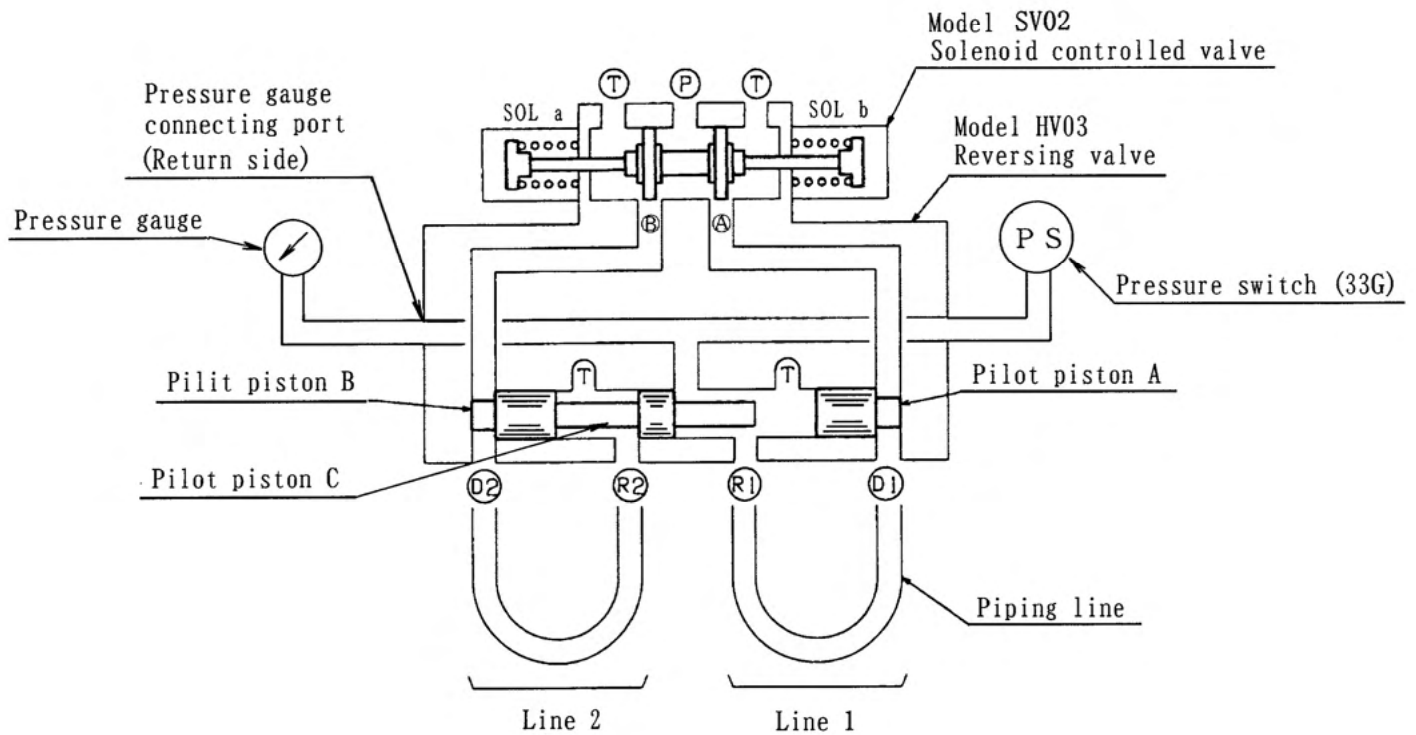 Model SV02
Solenoid controlled valve
T
P
T
Pressure gauge
connecting port
(Return side)
SOL a
SOL b
Model HV03
Reversing valve
Pressure gauge
B
A
PS
Pressure switch (33G)
T
T
Pilit piston B
Pilot piston A
Pilot piston C
D2
R2
R1
D1
Piping line
Line 2
Line 1